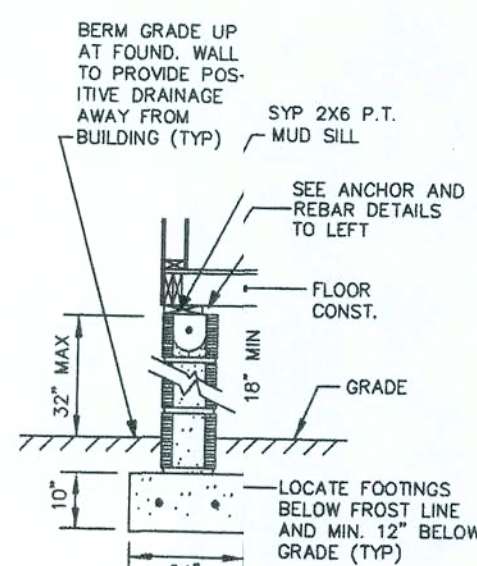 BERM GRADE UP
AT FOUND. WALL
TO PROVIDE POS-
ITIVE DRAINAGE
AWAY FROM
BUILDING (TYP)
SYP 2X6 P.T.
MUD SILL
SEE ANCHOR AND
REBAR DETAILS
TO LEFT
FLOOR
CONST.
32" MAX
18" MIN
GRADE
10"
LOCATE FOOTINGS
BELOW FROST LINE
AND MIN. 12" BELOW
GRADE (TYP)